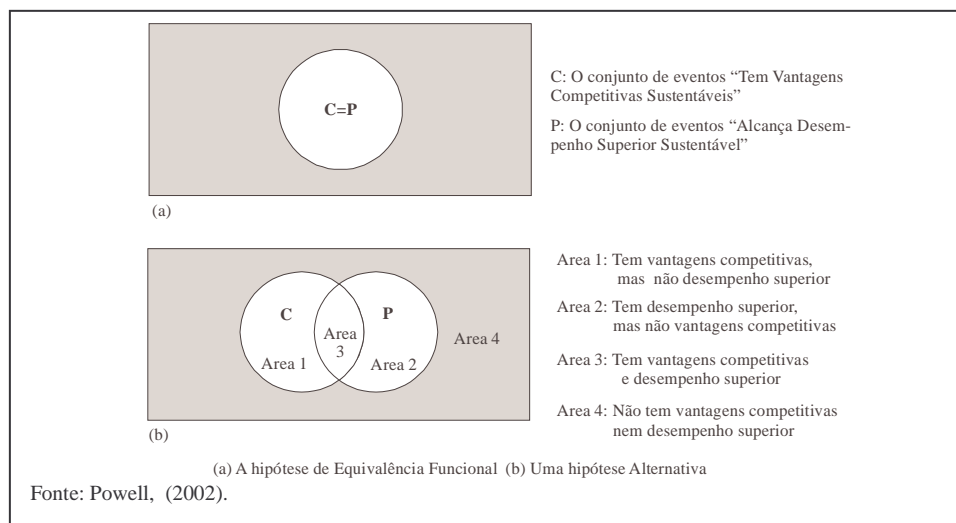 C=P
C: O conjunto de eventos “Tem Vantagens
Competitivas Sustentáveis”
P: O conjunto de eventos “Alcança Desem-
penho Superior Sustentável”
(a)
C
P
Area
3
Area 1
Area 2
Area 4
Area 1: Tem vantagens competitivas,
mas não desempenho superior
Area 2: Tem desempenho superior,
mas não vantagens competitivas
Area 3: Tem vantagens competitivas
e desempenho superior
Area 4: Não tem vantagens competitivas
nem desempenho superior
(b)
(a) A hipótese de Equivalência Funcional (b) Uma hipótese Alternativa
Fonte: Powell, (2002).